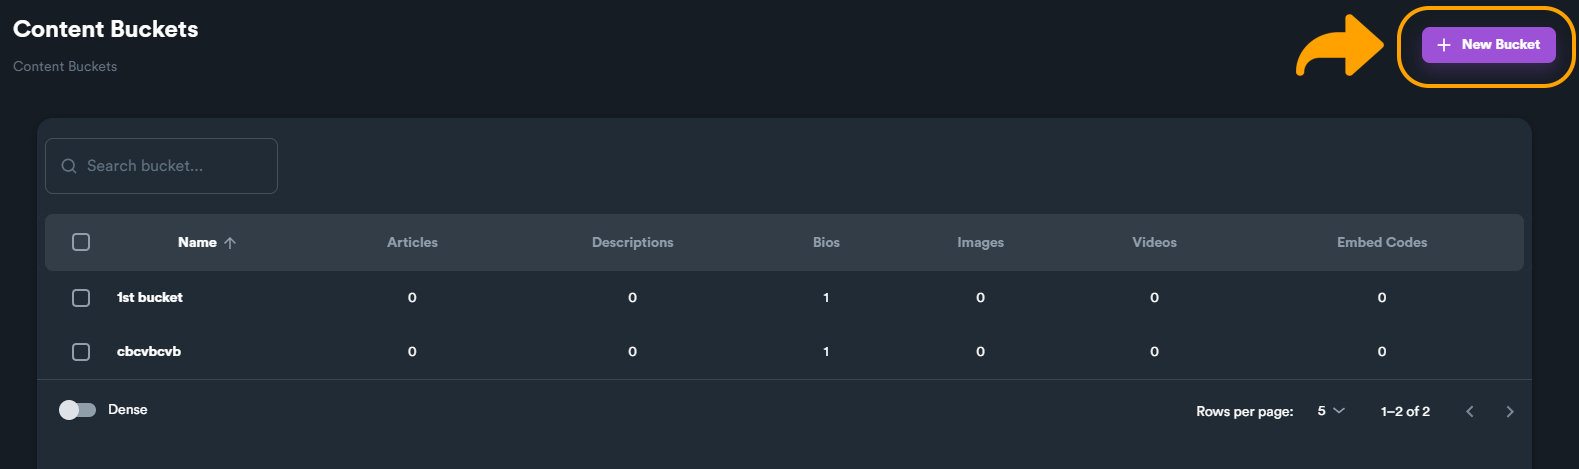 Content Buckets
New Bucket
Content Buckets
Search bucket...
Name Articles Descriptions Bios Images Videos Embed Codes
1st bucket 0 0 1 0 0 0
cbcvbcvb 0 0 1 0 0 0
Dense Rows per page: 5 1–2 of 2